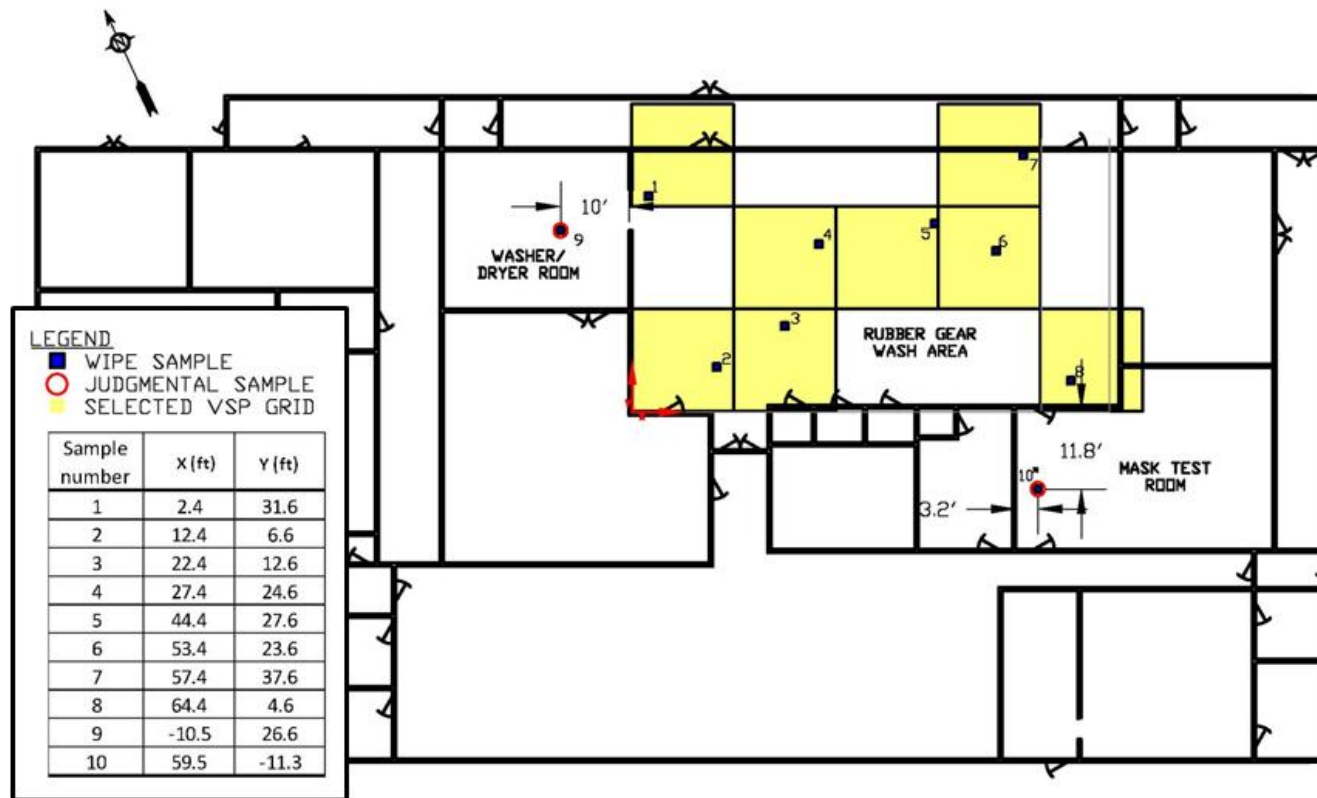 N
1
7
10'
9
4
5
6
WASHER/
DRYER ROOM
3
RUBBER GEAR
WASH AREA
2
8
11.8'
MASK TEST
ROOM
10"
3.2'
LEGEND
WIPE SAMPLE
JUDGMENTAL SAMPLE
SELECTED VSP GRID
Sample number X (ft) Y (ft)
1 2.4 31.6
2 12.4 6.6
3 22.4 12.6
4 27.4 24.6
5 44.4 27.6
6 53.4 23.6
7 57.4 37.6
8 64.4 4.6
9 -10.5 26.6
10 59.5 -11.3